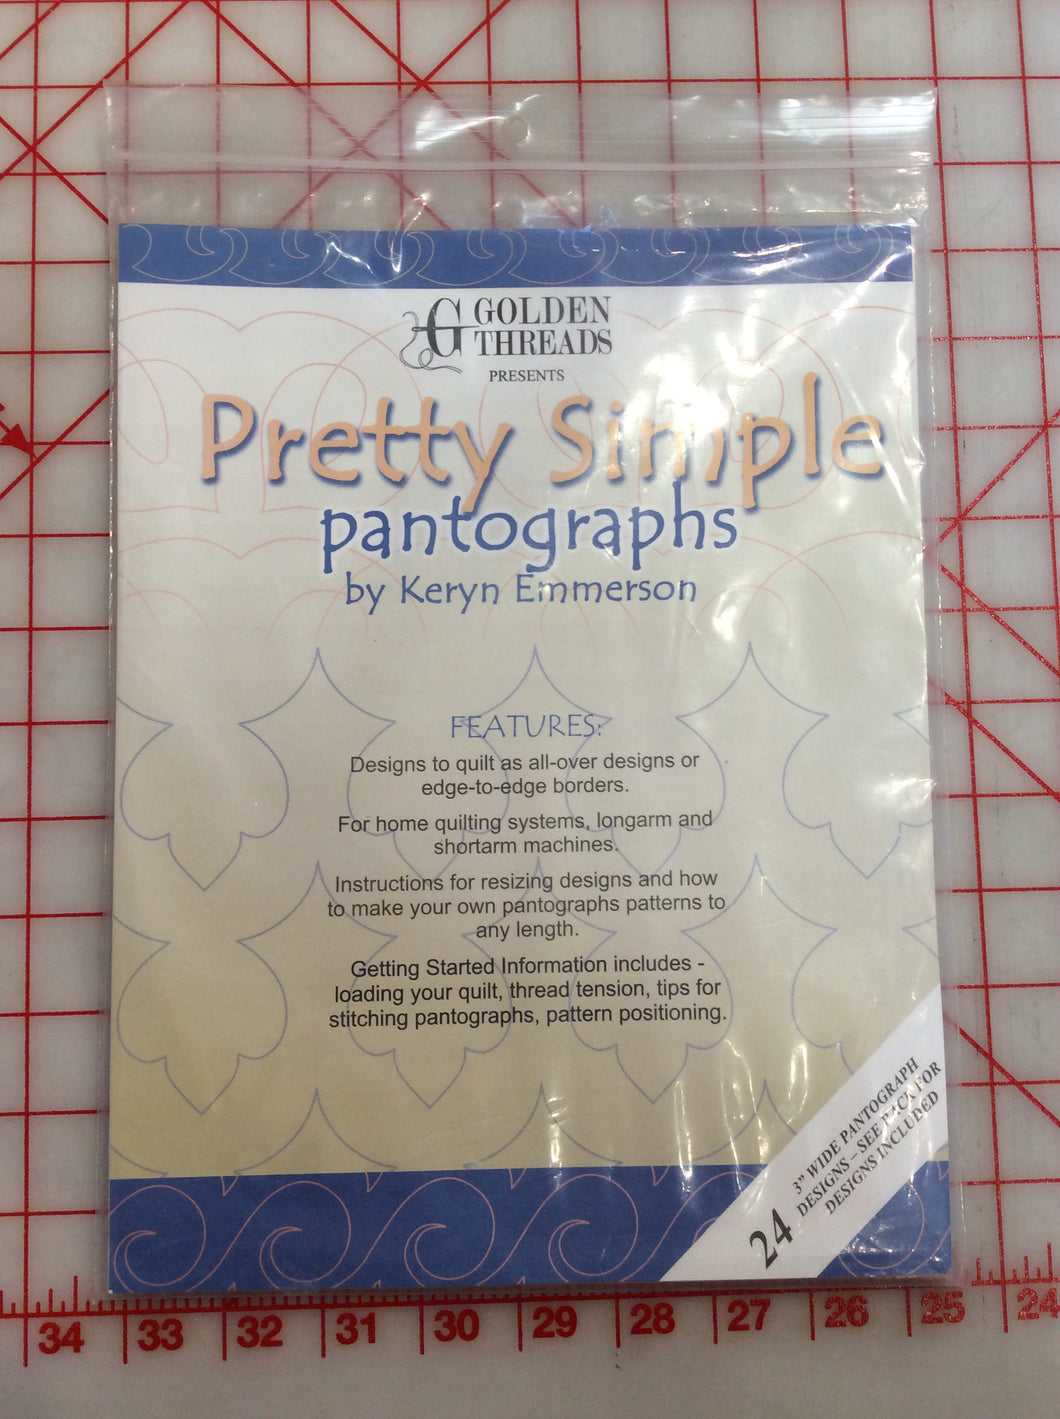 G GOLDEN
THREADS
PRESENTS
Pretty Simple
pantographs
by Keryn Emmerson
FEATURES:
Designs to quilt as all-over designs or
edge-to-edge borders.
For home quilting systems, longarm and
shortarm machines.
Instructions for resizing designs and how
to make your own pantographs patterns to
any length.
Getting Started Information includes -
loading your quilt, thread tension, tips for
stitching pantographs, pattern positioning.
24 3" WIDE PANTOGRAPH
DESIGNS – SEE BACK FOR
DESIGNS INCLUDED
34 33 32 31 30 29 28 27 26 25 24